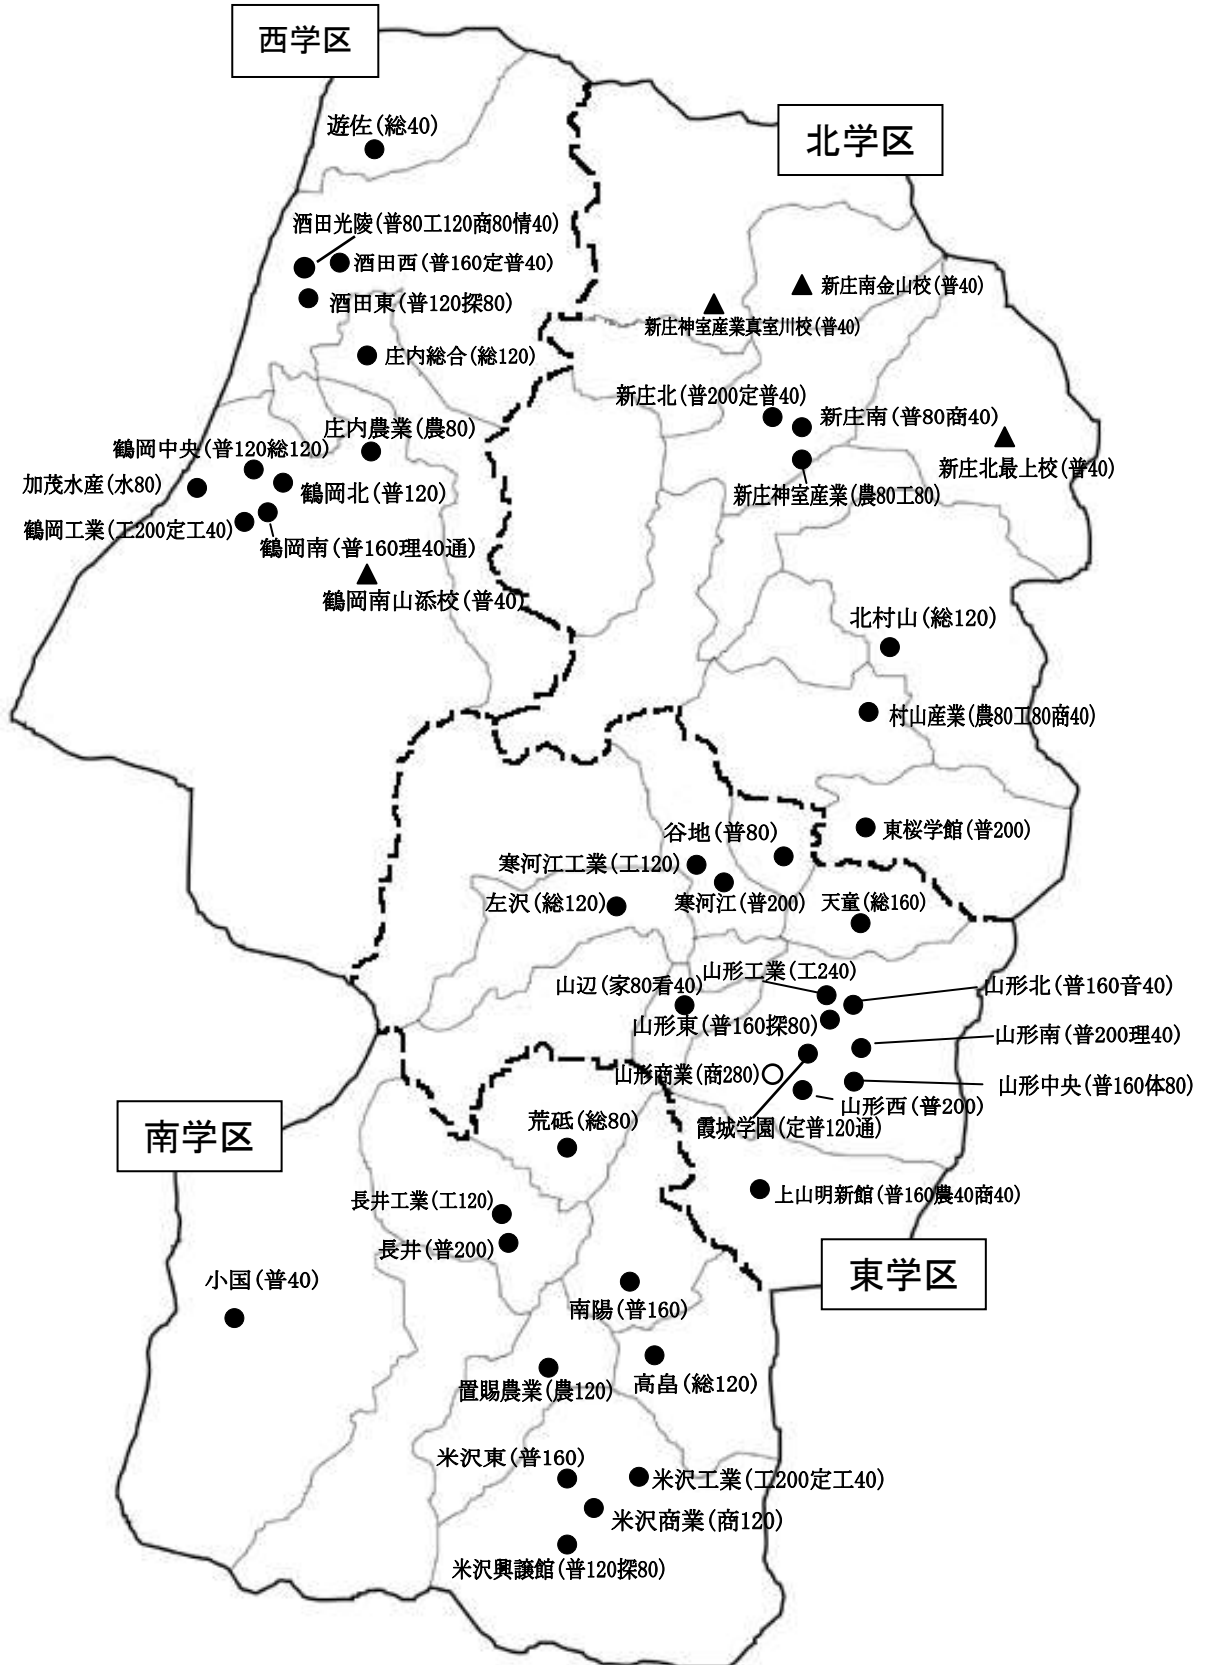 西学区
北学区
遊佐(総40)
酒田光陵(普80工120商80情40)
酒田西(普160定普40)
酒田東(普120探80)
新庄南金山校(普40)
新庄神室産業真室川校(普40)
庄内総合(総120)
新庄北(普200定普40)
新庄南(普80商40)
庄内農業(農80)
鶴岡中央(普120総120)
新庄北最上校(普40)
加茂水産(水80)
鶴岡北(普120)
新庄神室産業(農80工80)
鶴岡工業(工200定工40)
鶴岡南(普160理40通)
鶴岡南山添校(普40)
北村山(総120)
村山産業(農80工80商40)
谷地(普80)
東桜学館(普200)
寒河江工業(工120)
左沢(総120)
寒河江(普200)
天童(総160)
山形工業(工240)
山辺(家80看40)
山形北(普160音40)
山形東(普160探80)
山形南(普200理40)
山形商業(商280)
山形中央(普160体80)
山形西(普200)
荒砥(総80)
霞城学園(定普120通)
南学区
長井工業(工120)
上山明新館(普160農40商40)
長井(普200)
東学区
小国(普40)
南陽(普160)
置賜農業(農120)
高畠(総120)
米沢東(普160)
米沢工業(工200定工40)
米沢商業(商120)
米沢興譲館(普120探80)